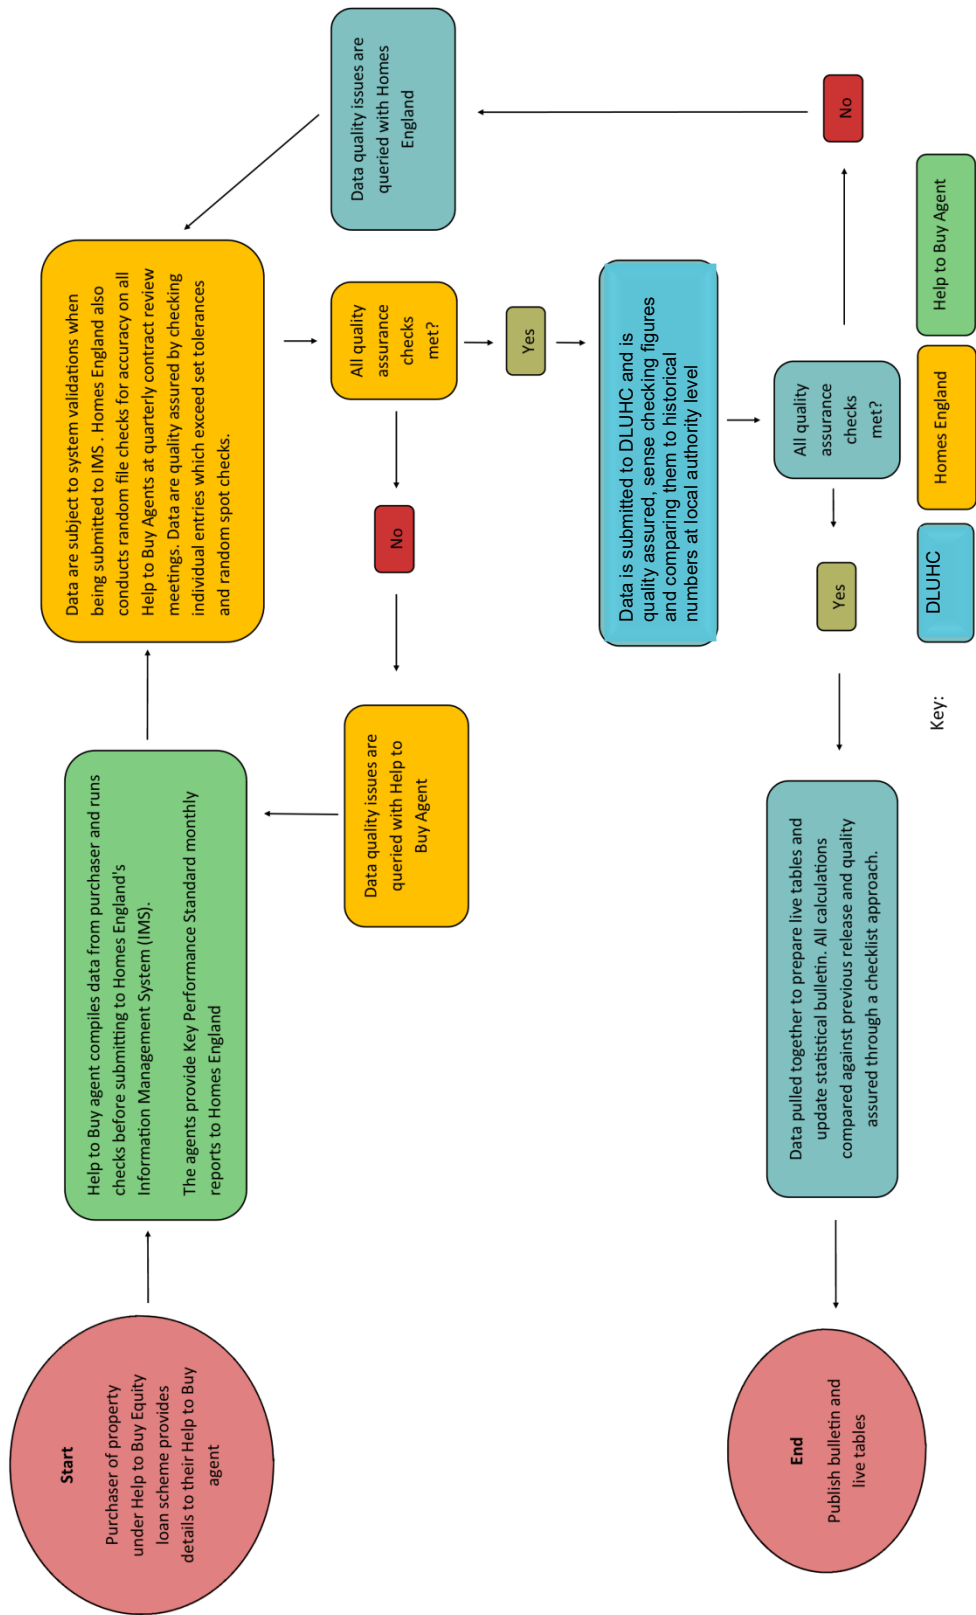 Start
Purchaser of property
under Help to Buy Equity
loan scheme provides
details to their Help to Buy
agent
Help to Buy agent compiles data from purchaser and runs
checks before submitting to Homes England's
Information Management System (IMS).
The agents provide Key Performance Standard monthly
reports to Homes England
Data are subject to system validations when
being submitted to IMS . Homes England also
conducts random file checks for accuracy on all
Help to Buy Agents at quarterly contract review
meetings. Data are quality assured by checking
individual entries which exceed set tolerances
and random spot checks.
Data quality issues are
queried with Homes
England
All quality
assurance
checks
met?
No
Data quality issues are
queried with Help to
Buy Agent
Yes
Data is submitted to DLUHC and is
quality assured, sense checking figures
and comparing them to historical
numbers at local authority level
All quality
assurance
checks
met?
No
Yes
Data pulled together to prepare live tables and
update statistical bulletin. All calculations
compared against previous release and quality
assured through a checklist approach.
End
Publish bulletin and
live tables
Key:
DLUHC
Homes England
Help to Buy Agent